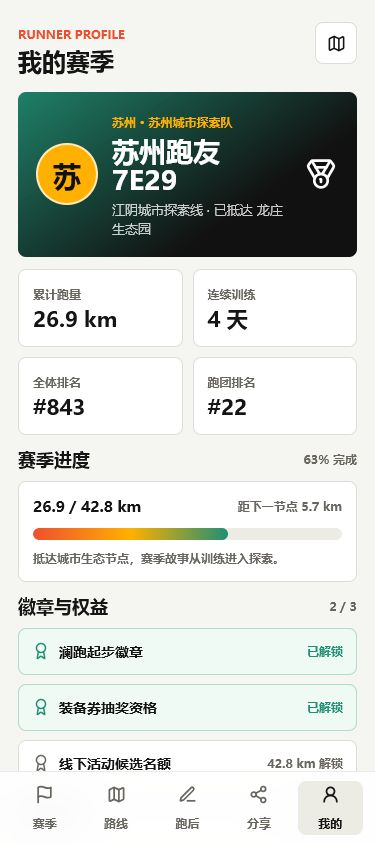 RUNNER PROFILE
我的赛季
苏州 · 苏州城市探索队
苏
苏州跑友
7E29
江阴城市探索线 · 已抵达 龙庄
生态园
累计跑量
26.9 km
连续训练
4 天
全体排名
#843
跑团排名
#22
赛季进度
63% 完成
26.9 / 42.8 km
距下一节点 5.7 km
抵达城市生态节点，赛季故事从训练进入探索。
徽章与权益
2 / 3
澜跑起步徽章
已解锁
装备券抽奖资格
已解锁
线下活动候选名额
42.8 km 解锁
赛季
路线
跑后
分享
我的